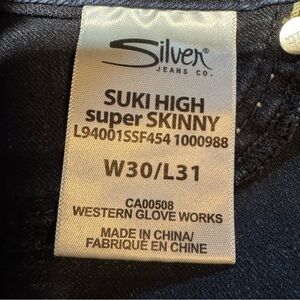 Silver®
JEANS CO.
SUKI HIGH
super SKINNY
L94001SSF454 1000988
W30/L31
CA00508
WESTERN GLOVE WORKS
MADE IN CHINA/
FABRIQUÉ EN CHINE